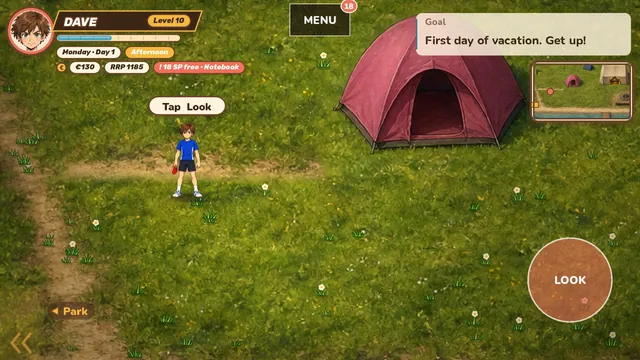 DAVE
Level 10
Monday · Day 1
Afternoon
€
€130
RRP 1185
! 18 SP free · Notebook
MENU
18
Goal
First day of vacation. Get up!
Tap Look
LOOK
◄ Park